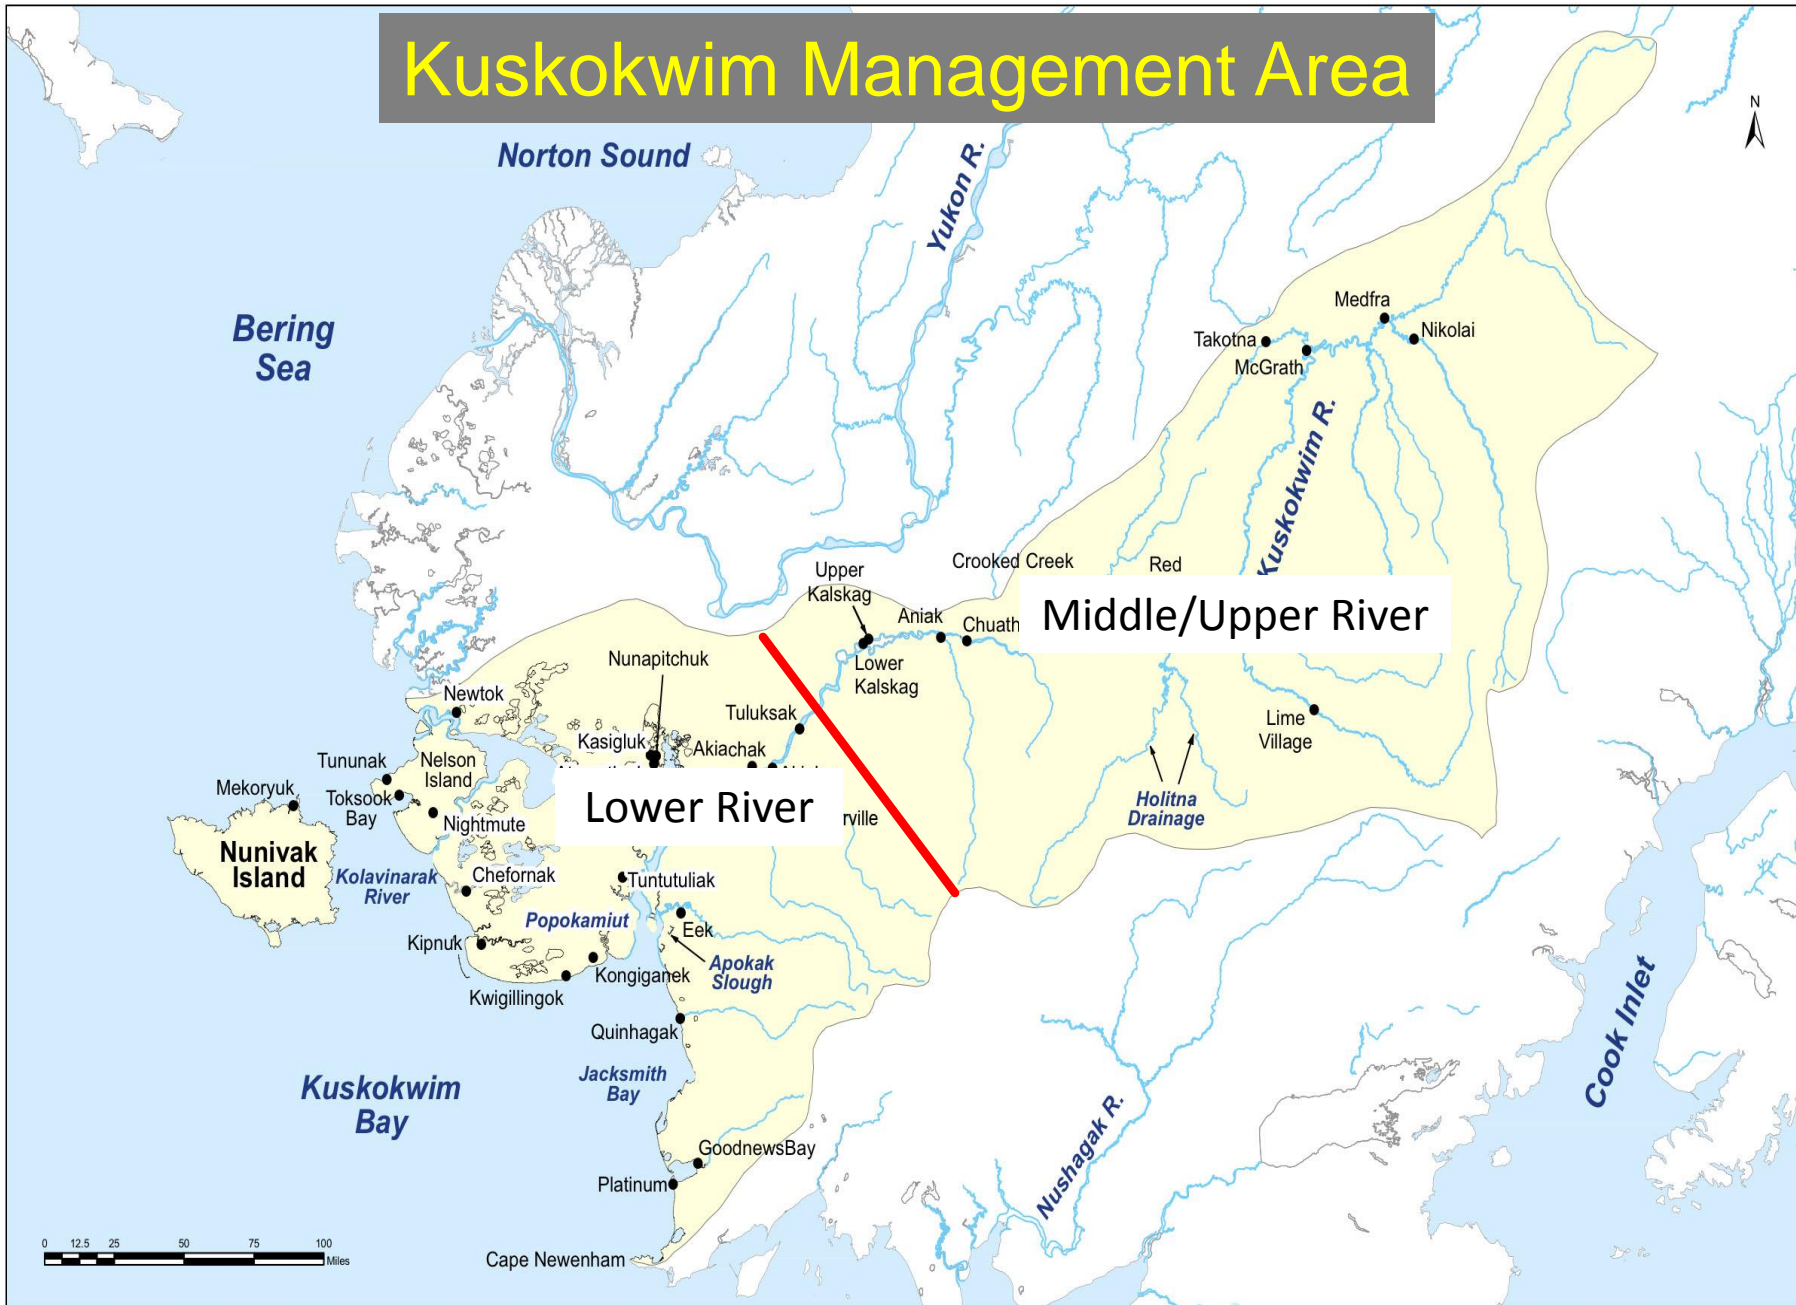 Kuskokwim Management Area
N
Norton Sound
Yukon R.
Bering
Sea
Medfra
Nikolai
Takotna
McGrath
Kuskokwim R.
Crooked Creek
Red
Upper
Kalskag
Aniak
Chuath
Middle/Upper River
Lower
Kalskag
Nunapitchuk
Newtok
Tuluksak
Lime
Village
Kasigluk
Akiachak
Tununak
Nelson
Island
Mekoryuk
Toksook
Bay
Lower River
Holitna
Drainage
Nightmute
rville
Nunivak
Island
Kolavinarak
River
Chefornak
Tuntutuliak
Popokamiut
Eek
Kipnuk
Apokak
Slough
Kongiganek
Kwigillingok
Quinhagak
Cook Inlet
Jacksmith
Bay
Kuskokwim
Bay
Nushagak R.
GoodnewsBay
Platinum
Cape Newenham
0 12.5 25 50 75 100
Miles